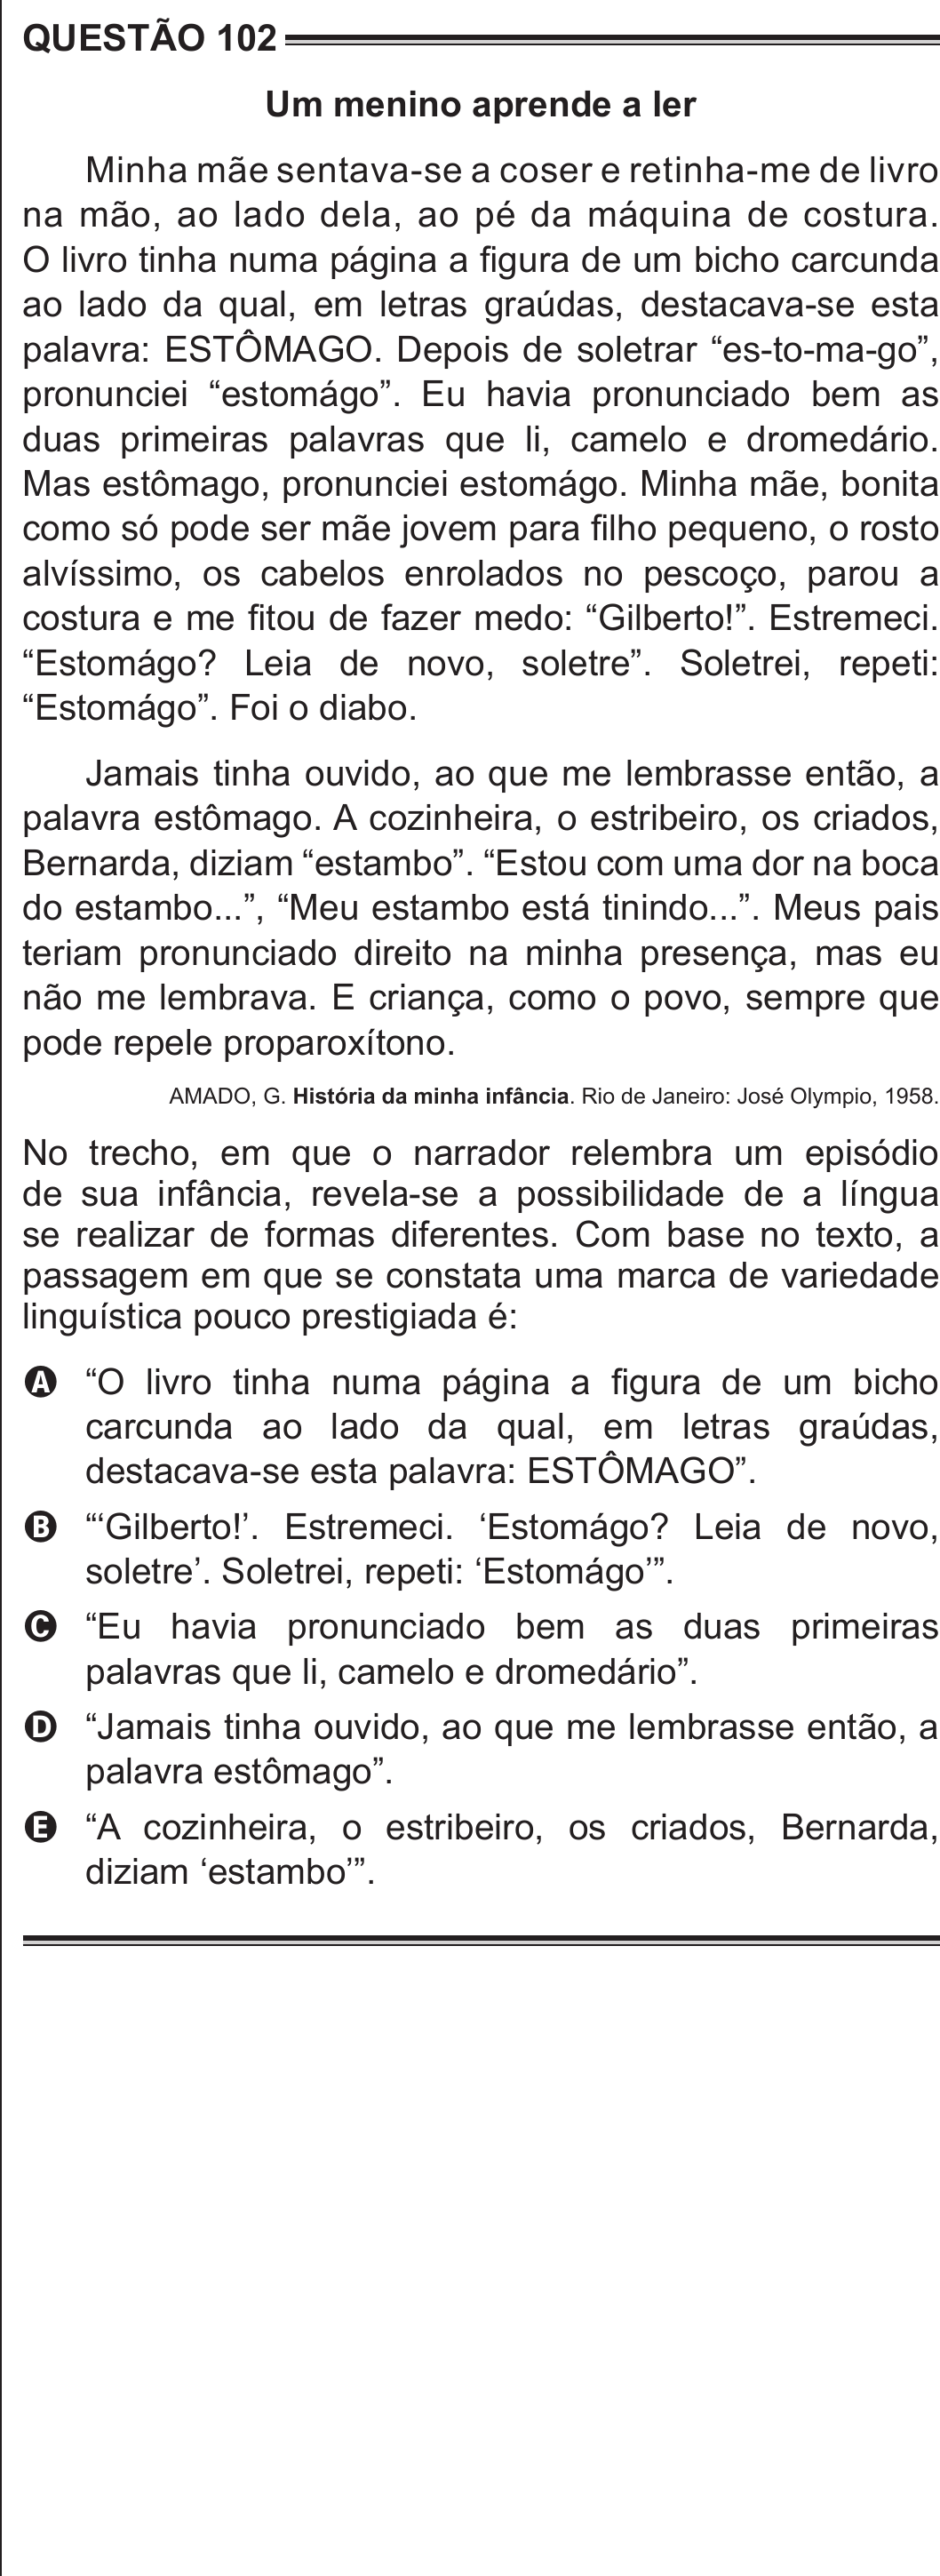 QUESTÃO 102
Um menino aprende a ler
Minha mãe sentava-se a coser e retinha-me de livro
na mão, ao lado dela, ao pé da máquina de costura.
O livro tinha numa página a figura de um bicho carcunda
ao lado da qual, em letras graúdas, destacava-se esta
palavra: ESTÔMAGO. Depois de soletrar “es-to-ma-go”,
pronunciei “estomágo”. Eu havia pronunciado bem as
duas primeiras palavras que li, camelo e dromedário.
Mas estômago, pronunciei estomágo. Minha mãe, bonita
como só pode ser mãe jovem para filho pequeno, o rosto
alvíssimo, os cabelos enrolados no pescoço, parou a
costura e me fitou de fazer medo: “Gilberto!”. Estremeci.
“Estomágo? Leia de novo, soletre”. Soletrei, repeti:
“Estomágo”. Foi o diabo.
Jamais tinha ouvido, ao que me lembrasse então, a
palavra estômago. A cozinheira, o estribeiro, os criados,
Bernarda, diziam “estambo”. “Estou com uma dor na boca
do estambo...”, “Meu estambo está tinindo...”. Meus pais
teriam pronunciado direito na minha presença, mas eu
não me lembrava. E criança, como o povo, sempre que
pode repele proparoxítono.
AMADO, G. História da minha infância. Rio de Janeiro: José Olympio, 1958.
No trecho, em que o narrador relembra um episódio
de sua infância, revela-se a possibilidade de a língua
se realizar de formas diferentes. Com base no texto, a
passagem em que se constata uma marca de variedade
linguística pouco prestigiada é:
A “O livro tinha numa página a figura de um bicho
carcunda ao lado da qual, em letras graúdas,
destacava-se esta palavra: ESTÔMAGO”.
B “‘Gilberto!’. Estremeci. ‘Estomágo? Leia de novo,
soletre’. Soletrei, repeti: ‘Estomágo’”.
C “Eu havia pronunciado bem as duas primeiras
palavras que li, camelo e dromedário”.
D “Jamais tinha ouvido, ao que me lembrasse então, a
palavra estômago”.
E “A cozinheira, o estribeiro, os criados, Bernarda,
diziam ‘estambo’”.